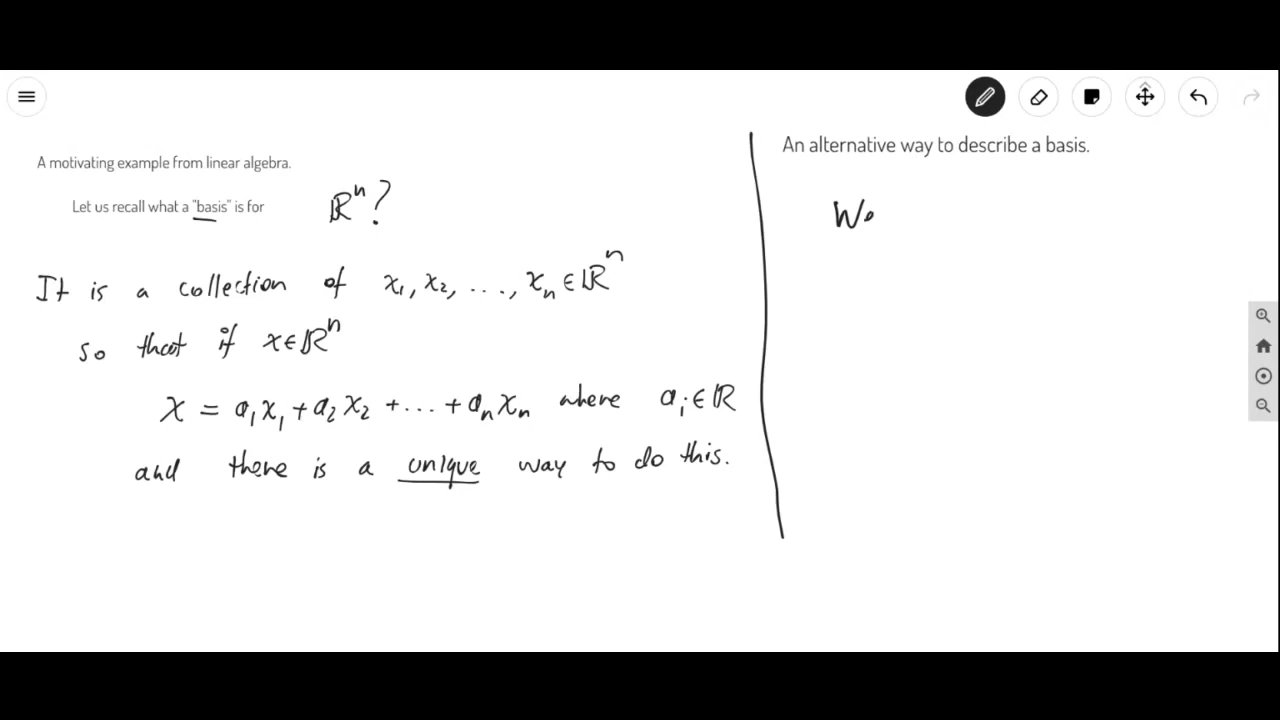 A motivating example from linear algebra.
Let us recall what a "basis" is for ℝⁿ?
It is a collection of x₁, x₂, ..., xₙ ∈ ℝⁿ
so that if x ∈ ℝⁿ
x = a₁x₁ + a₂x₂ + ... + aₙxₙ where aᵢ ∈ ℝ
and there is a unique way to do this.
An alternative way to describe a basis.
We